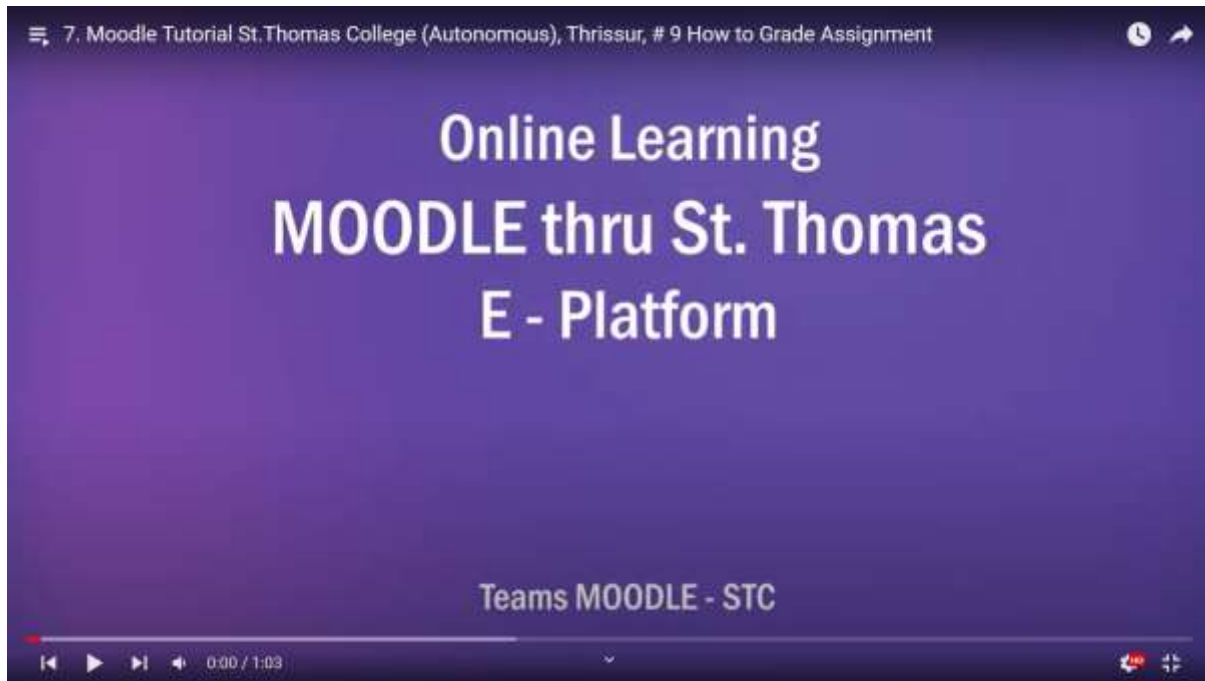 7. Moodle Tutorial St.Thomas College (Autonomous), Thrissur, # 9 How to Grade Assignment
Online Learning
MOODLE thru St. Thomas
E - Platform
Teams MOODLE - STC
0:00 / 1:03
HD